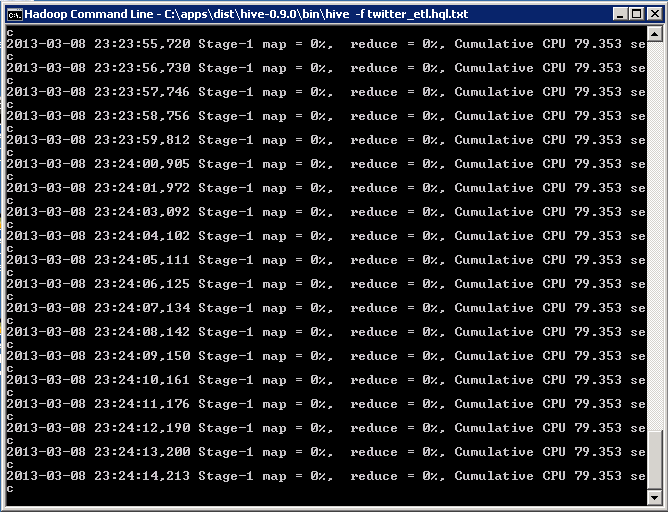 Hadoop Command Line - C:\apps\dist\hive-0.9.0\bin\hive -f twitter_etl.hql.txt
c
2013-03-08 23:23:55,720 Stage-1 map = 0%,  reduce = 0%, Cumulative CPU 79.353 se
c
2013-03-08 23:23:56,730 Stage-1 map = 0%,  reduce = 0%, Cumulative CPU 79.353 se
c
2013-03-08 23:23:57,746 Stage-1 map = 0%,  reduce = 0%, Cumulative CPU 79.353 se
c
2013-03-08 23:23:58,756 Stage-1 map = 0%,  reduce = 0%, Cumulative CPU 79.353 se
c
2013-03-08 23:23:59,812 Stage-1 map = 0%,  reduce = 0%, Cumulative CPU 79.353 se
c
2013-03-08 23:24:00,905 Stage-1 map = 0%,  reduce = 0%, Cumulative CPU 79.353 se
c
2013-03-08 23:24:01,972 Stage-1 map = 0%,  reduce = 0%, Cumulative CPU 79.353 se
c
2013-03-08 23:24:03,092 Stage-1 map = 0%,  reduce = 0%, Cumulative CPU 79.353 se
c
2013-03-08 23:24:04,102 Stage-1 map = 0%,  reduce = 0%, Cumulative CPU 79.353 se
c
2013-03-08 23:24:05,111 Stage-1 map = 0%,  reduce = 0%, Cumulative CPU 79.353 se
c
2013-03-08 23:24:06,125 Stage-1 map = 0%,  reduce = 0%, Cumulative CPU 79.353 se
c
2013-03-08 23:24:07,134 Stage-1 map = 0%,  reduce = 0%, Cumulative CPU 79.353 se
c
2013-03-08 23:24:08,142 Stage-1 map = 0%,  reduce = 0%, Cumulative CPU 79.353 se
c
2013-03-08 23:24:09,150 Stage-1 map = 0%,  reduce = 0%, Cumulative CPU 79.353 se
c
2013-03-08 23:24:10,161 Stage-1 map = 0%,  reduce = 0%, Cumulative CPU 79.353 se
c
2013-03-08 23:24:11,176 Stage-1 map = 0%,  reduce = 0%, Cumulative CPU 79.353 se
c
2013-03-08 23:24:12,190 Stage-1 map = 0%,  reduce = 0%, Cumulative CPU 79.353 se
c
2013-03-08 23:24:13,200 Stage-1 map = 0%,  reduce = 0%, Cumulative CPU 79.353 se
c
2013-03-08 23:24:14,213 Stage-1 map = 0%,  reduce = 0%, Cumulative CPU 79.353 se
c